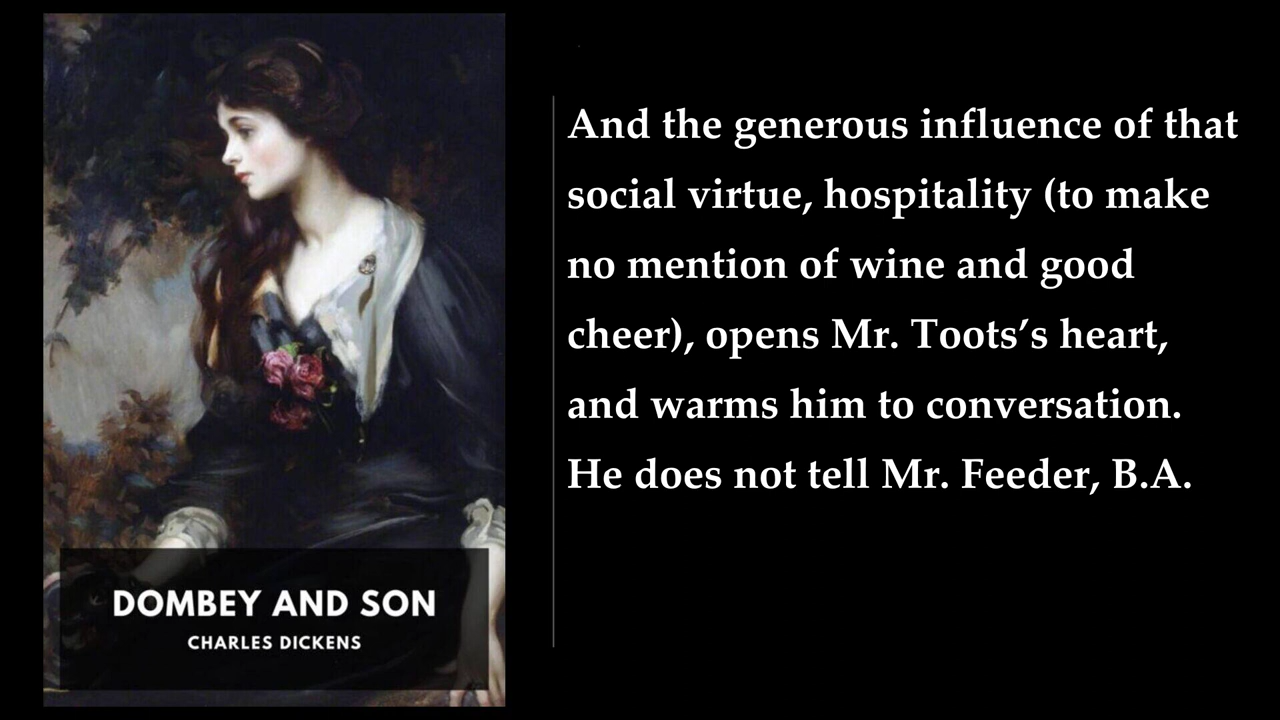 DOMBEY AND SON
CHARLES DICKENS
And the generous influence of that
social virtue, hospitality (to make
no mention of wine and good
cheer), opens Mr. Toots’s heart,
and warms him to conversation.
He does not tell Mr. Feeder, B.A.